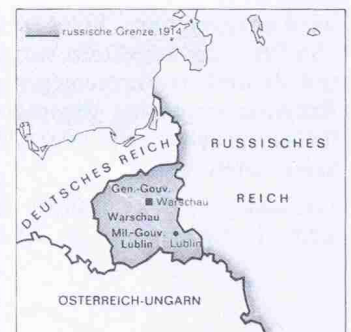 russische Grenze 1914
RUSSISCHES
REICH
DEUTSCHES REICH
Gen.-Gouv.
Warschau
Warschau
Mil.-Gouv.
Lublin
Lublin
ÖSTERREICH-UNGARN